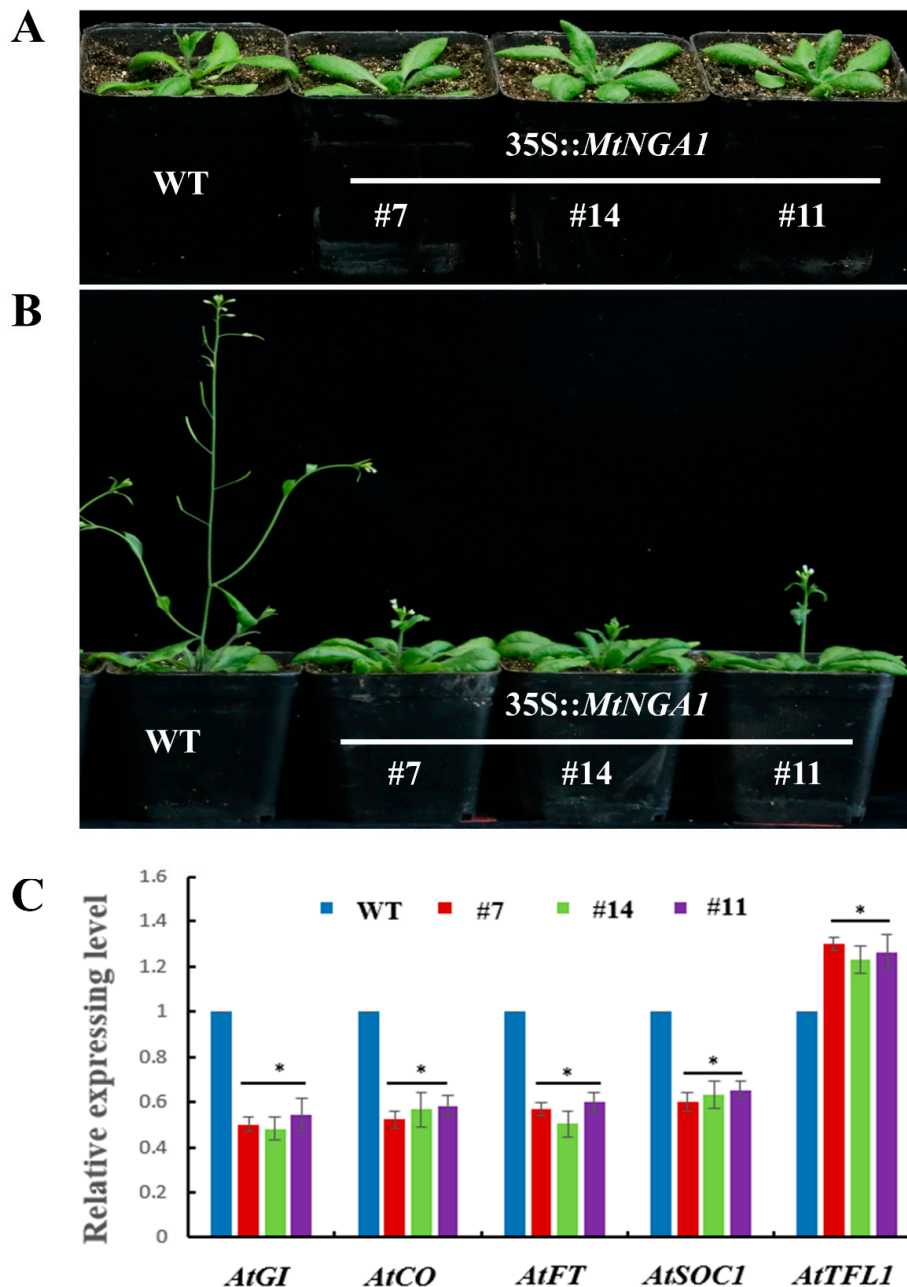 A
35S::MtNGA1
WT
#7 #14 #11
B
35S::MtNGA1
WT
#7 #14 #11
C
Relative expressing level
1.6
1.4
1.2
1
0.8
0.6
0.4
0.2
0
WT #7 #14 #11
* * * * *
AtGI AtCO AtFT AtSOC1 AtTFL1